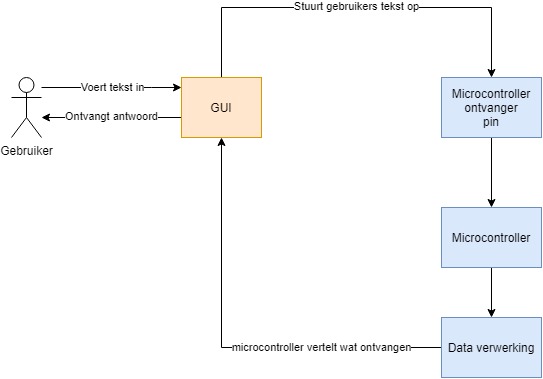 Stuurt gebruikers tekst op
Voert tekst in
Ontvangt antwoord
Gebruiker
GUI
Microcontroller
ontvanger
pin
Microcontroller
Data verwerking
microcontroller vertelt wat ontvangen